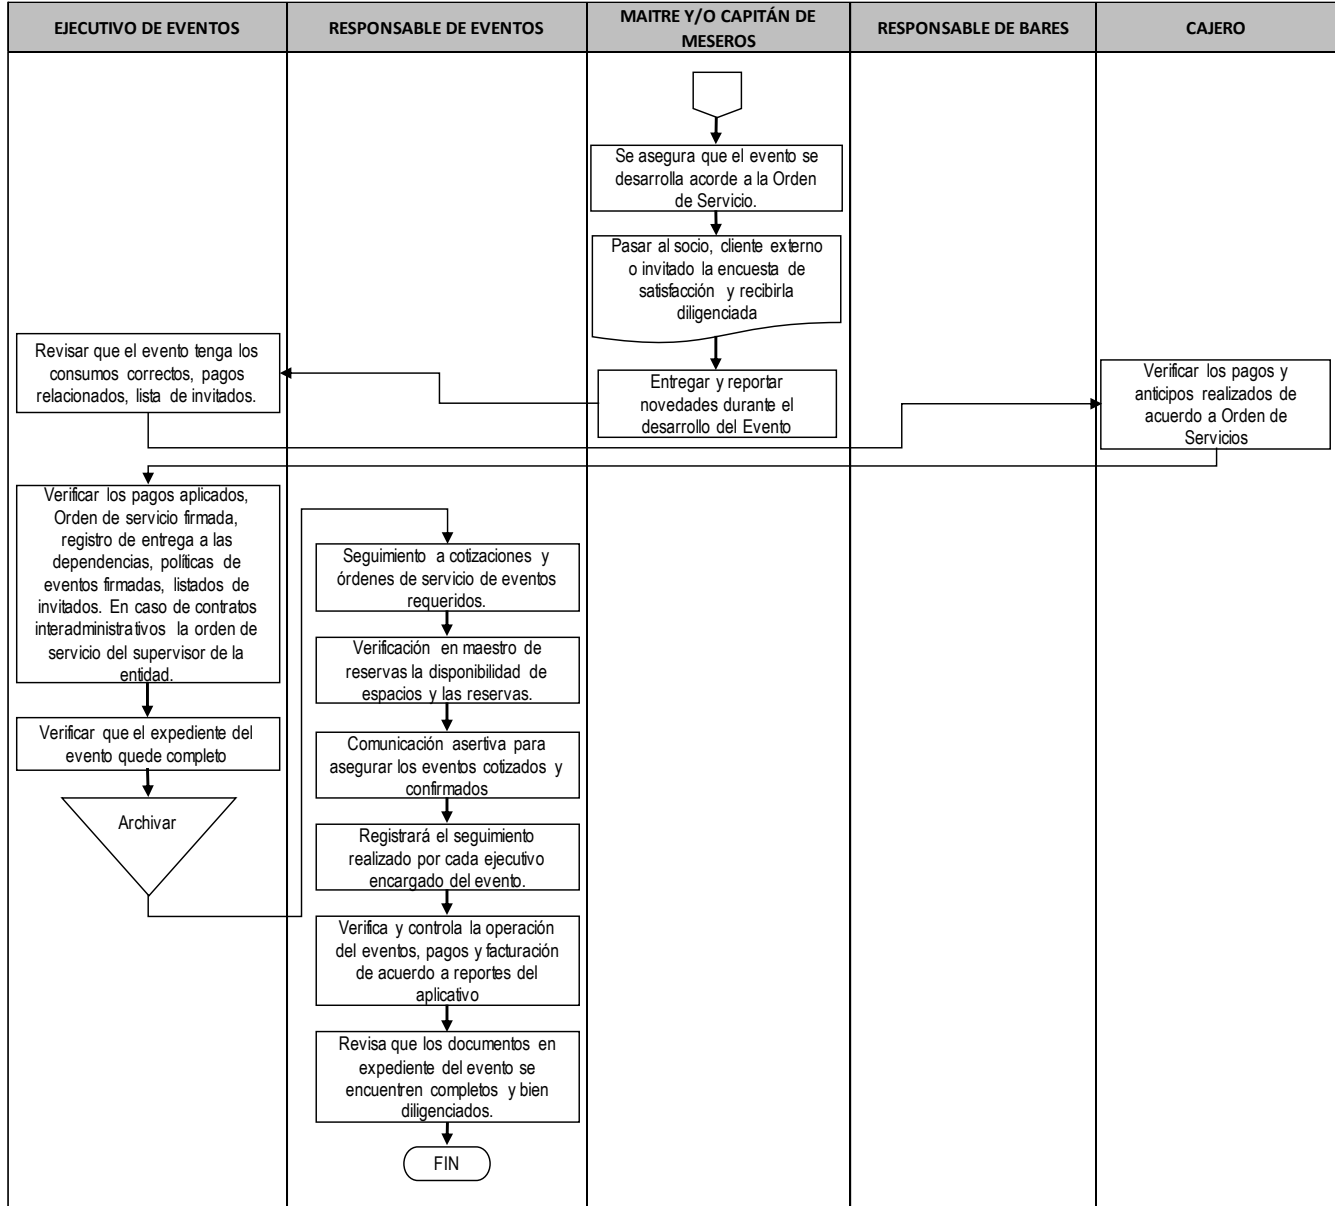 EJECUTIVO DE EVENTOS
RESPONSABLE DE EVENTOS
MAITRE Y/O CAPITÁN DE
MESEROS
RESPONSABLE DE BARES
CAJERO
Se asegura que el evento se
desarrolla acorde a la Orden
de Servicio.
Pasar al socio, cliente externo
o invitado la encuesta de
satisfacción y recibirla
diligenciada
Entregar y reportar
novedades durante el
desarrollo del Evento
Revisar que el evento tenga los
consumos correctos, pagos
relacionados, lista de invitados.
Verificar los pagos y
anticipos realizados de
acuerdo a Orden de
Servicios
Verificar los pagos aplicados,
Orden de servicio firmada,
registro de entrega a las
dependencias, políticas de
eventos firmadas, listados de
invitados. En caso de contratos
interadministrativos la orden de
servicio del supervisor de la
entidad.
Verificar que el expediente del
evento quede completo
Archivar
Seguimiento a cotizaciones y
órdenes de servicio de eventos
requeridos.
Verificación en maestro de
reservas la disponibilidad de
espacios y las reservas.
Comunicación asertiva para
asegurar los eventos cotizados y
confirmados
Registrará el seguimiento
realizado por cada ejecutivo
encargado del evento.
Verifica y controla la operación
del eventos, pagos y facturación
de acuerdo a reportes del
aplicativo
Revisa que los documentos en
expediente del evento se
encuentren completos y bien
diligenciados.
FIN